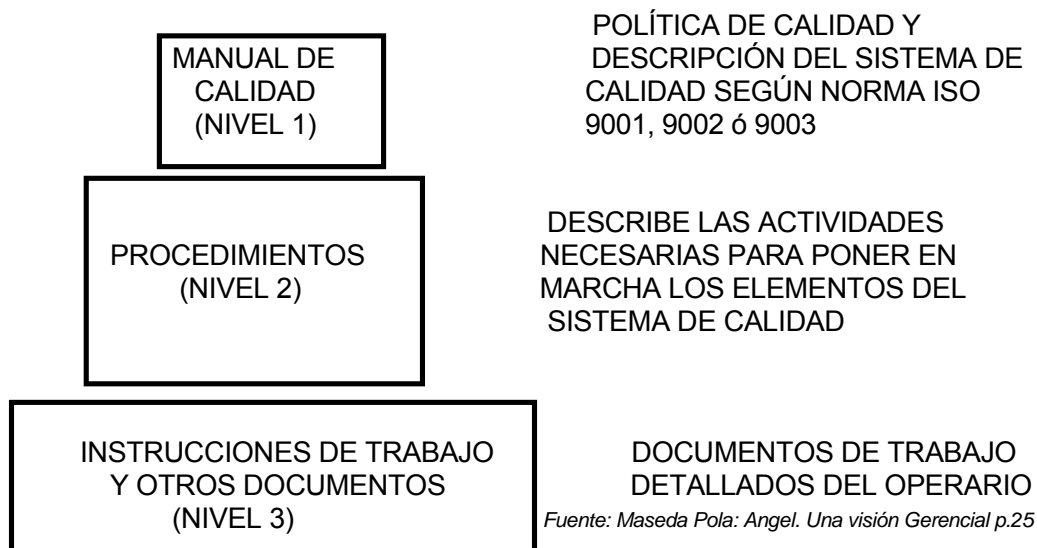 MANUAL DE
CALIDAD
(NIVEL 1)
POLÍTICA DE CALIDAD Y
DESCRIPCIÓN DEL SISTEMA DE
CALIDAD SEGÚN NORMA ISO
9001, 9002 ó 9003
PROCEDIMIENTOS
(NIVEL 2)
DESCRIBE LAS ACTIVIDADES
NECESARIAS PARA PONER EN
MARCHA LOS ELEMENTOS DEL
SISTEMA DE CALIDAD
INSTRUCCIONES DE TRABAJO
Y OTROS DOCUMENTOS
(NIVEL 3)
DOCUMENTOS DE TRABAJO
DETALLADOS DEL OPERARIO
Fuente: Maseda Pola: Angel. Una visión Gerencial p.25